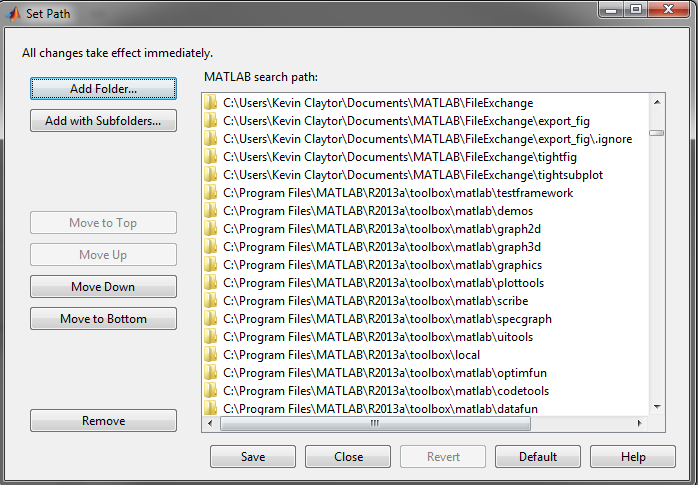 Set Path
All changes take effect immediately.
Add Folder...
Add with Subfolders...
Move to Top
Move Up
Move Down
Move to Bottom
Remove
MATLAB search path:
C:\Users\Kevin Claytor\Documents\MATLAB\FileExchange
C:\Users\Kevin Claytor\Documents\MATLAB\FileExchange\export_fig
C:\Users\Kevin Claytor\Documents\MATLAB\FileExchange\export_fig\.ignore
C:\Users\Kevin Claytor\Documents\MATLAB\FileExchange\tightfig
C:\Users\Kevin Claytor\Documents\MATLAB\FileExchange\tightsubplot
C:\Program Files\MATLAB\R2013a\toolbox\matlab\testframework
C:\Program Files\MATLAB\R2013a\toolbox\matlab\demos
C:\Program Files\MATLAB\R2013a\toolbox\matlab\graph2d
C:\Program Files\MATLAB\R2013a\toolbox\matlab\graph3d
C:\Program Files\MATLAB\R2013a\toolbox\matlab\graphics
C:\Program Files\MATLAB\R2013a\toolbox\matlab\plottools
C:\Program Files\MATLAB\R2013a\toolbox\matlab\scribe
C:\Program Files\MATLAB\R2013a\toolbox\matlab\specgraph
C:\Program Files\MATLAB\R2013a\toolbox\matlab\uitools
C:\Program Files\MATLAB\R2013a\toolbox\local
C:\Program Files\MATLAB\R2013a\toolbox\matlab\optimfun
C:\Program Files\MATLAB\R2013a\toolbox\matlab\codetools
C:\Program Files\MATLAB\R2013a\toolbox\matlab\datafun
Save
Close
Revert
Default
Help